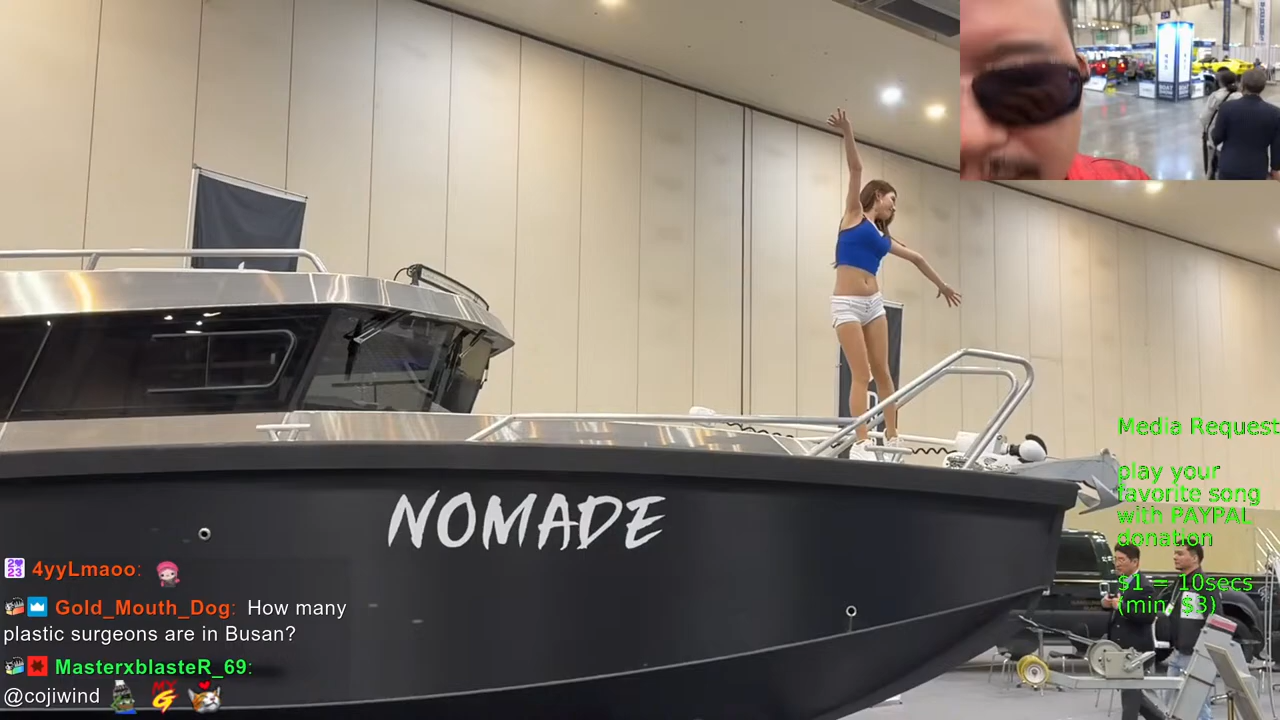 NOMADE
4yyLmaoo:
Gold_Mouth_Dog: How many
plastic surgeons are in Busan?
MasterxblasteR_69:
@cojiwind
Media Request
play your
favorite song
with PAYPAL
donation
$1 = 10secs
(min. $3)